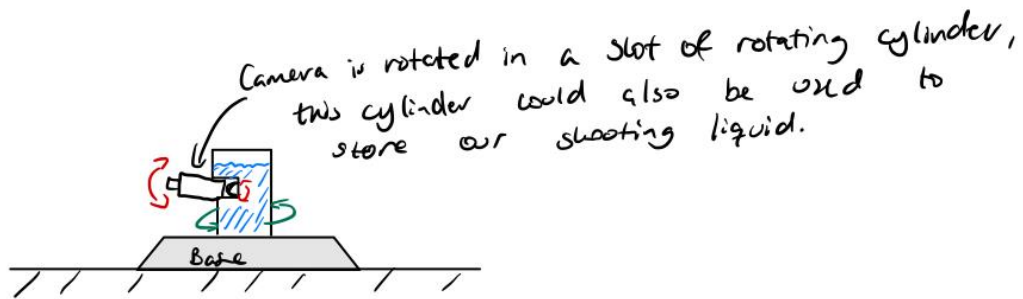 Camera is rotated in a slot of rotating cylinder,
this cylinder could also be used to
store our shooting liquid.
Base